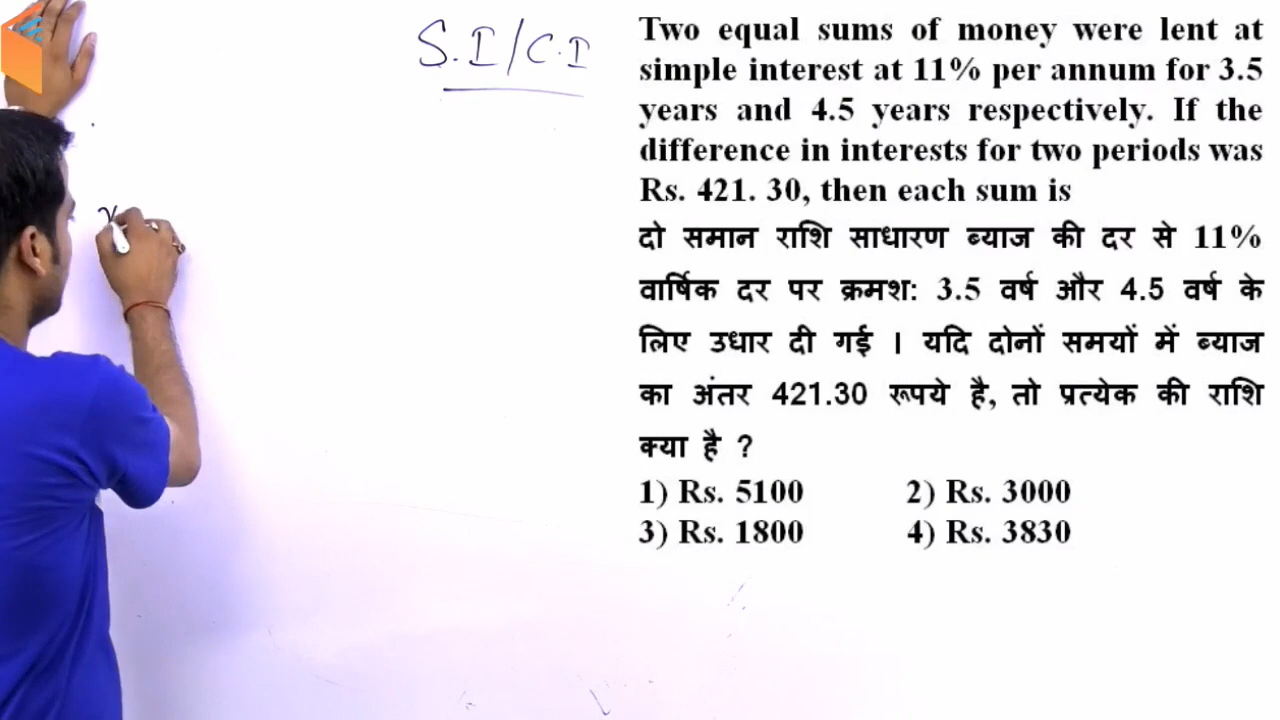 S.I/C.I
Two equal sums of money were lent at
simple interest at 11% per annum for 3.5
years and 4.5 years respectively. If the
difference in interests for two periods was
Rs. 421. 30, then each sum is
दो समान राशि साधारण ब्याज की दर से 11%
वार्षिक दर पर क्रमश: 3.5 वर्ष और 4.5 वर्ष के
लिए उधार दी गई । यदि दोनों समयों में ब्याज
का अंतर 421.30 रूपये है, तो प्रत्येक की राशि
क्या है ?
1) Rs. 5100 2) Rs. 3000
3) Rs. 1800 4) Rs. 3830